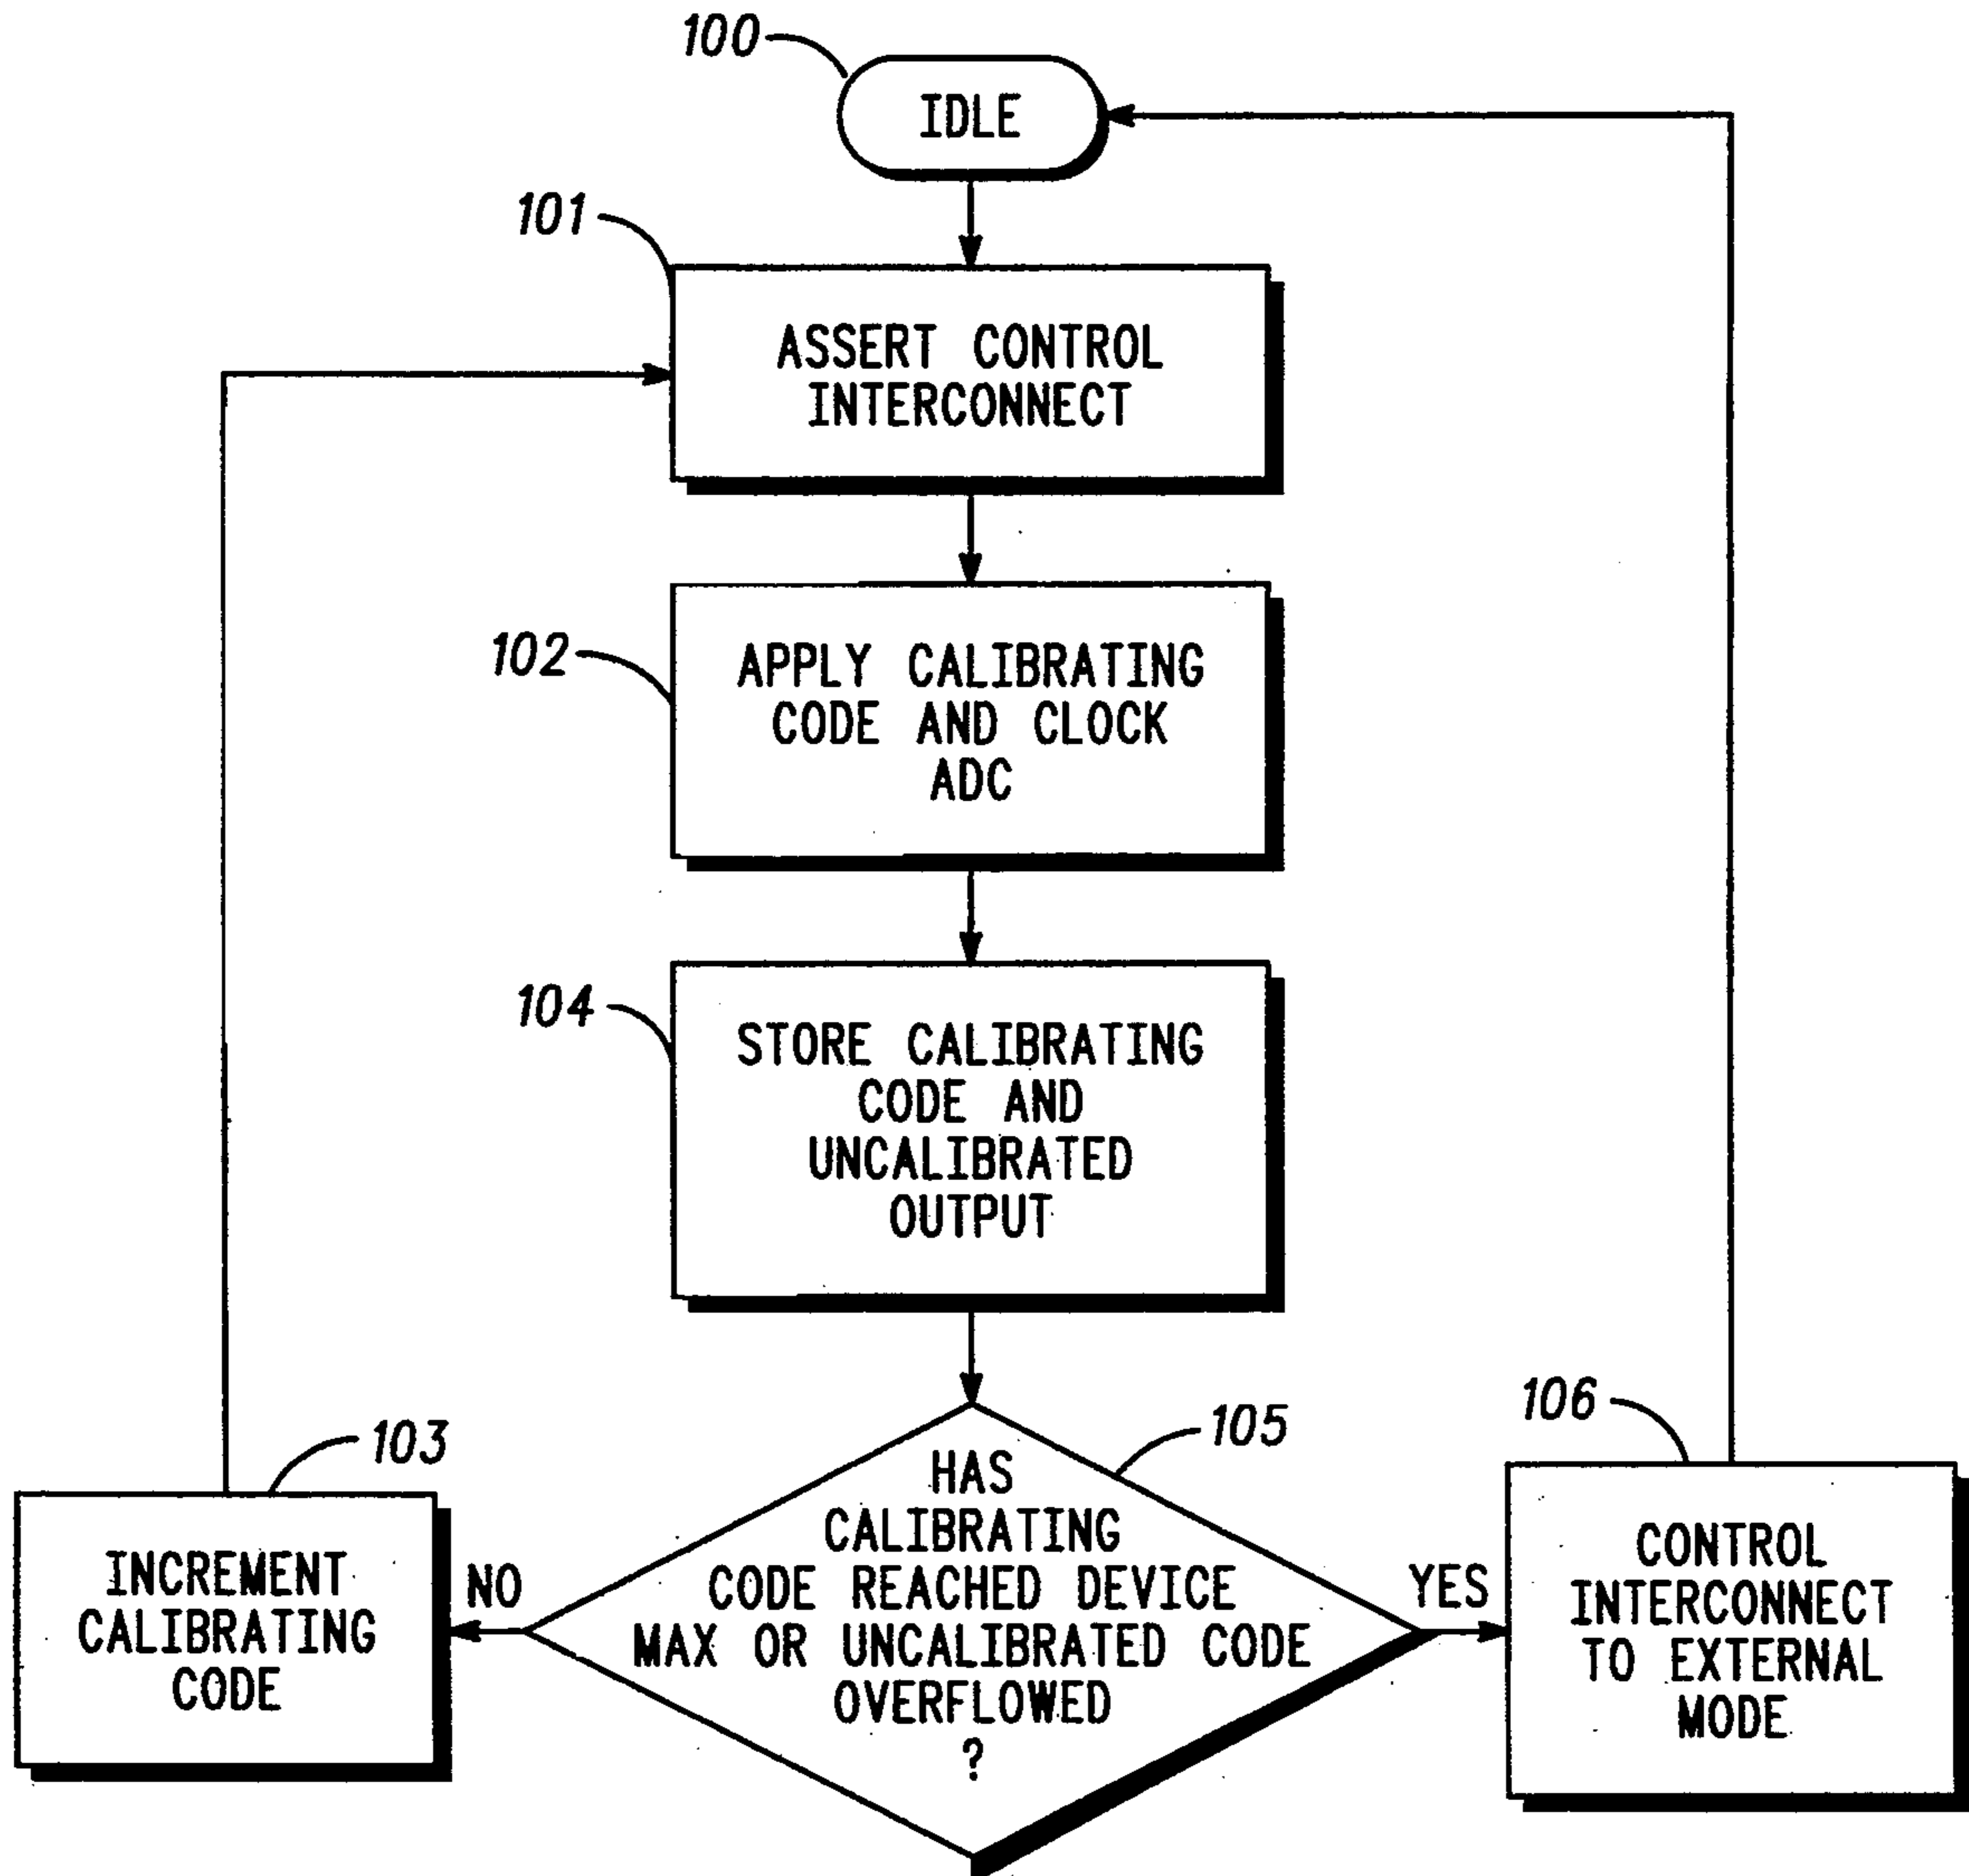 100
IDLE
101
ASSERT CONTROL
INTERCONNECT
102
APPLY CALIBRATING
CODE AND CLOCK
ADC
104
STORE CALIBRATING
CODE AND
UNCALIBRATED
OUTPUT
105
HAS
CALIBRATING
CODE REACHED DEVICE
MAX OR UNCALIBRATED CODE
OVERFLOWED
?
NO
103
INCREMENT
CALIBRATING
CODE
YES
106
CONTROL
INTERCONNECT
TO EXTERNAL
MODE